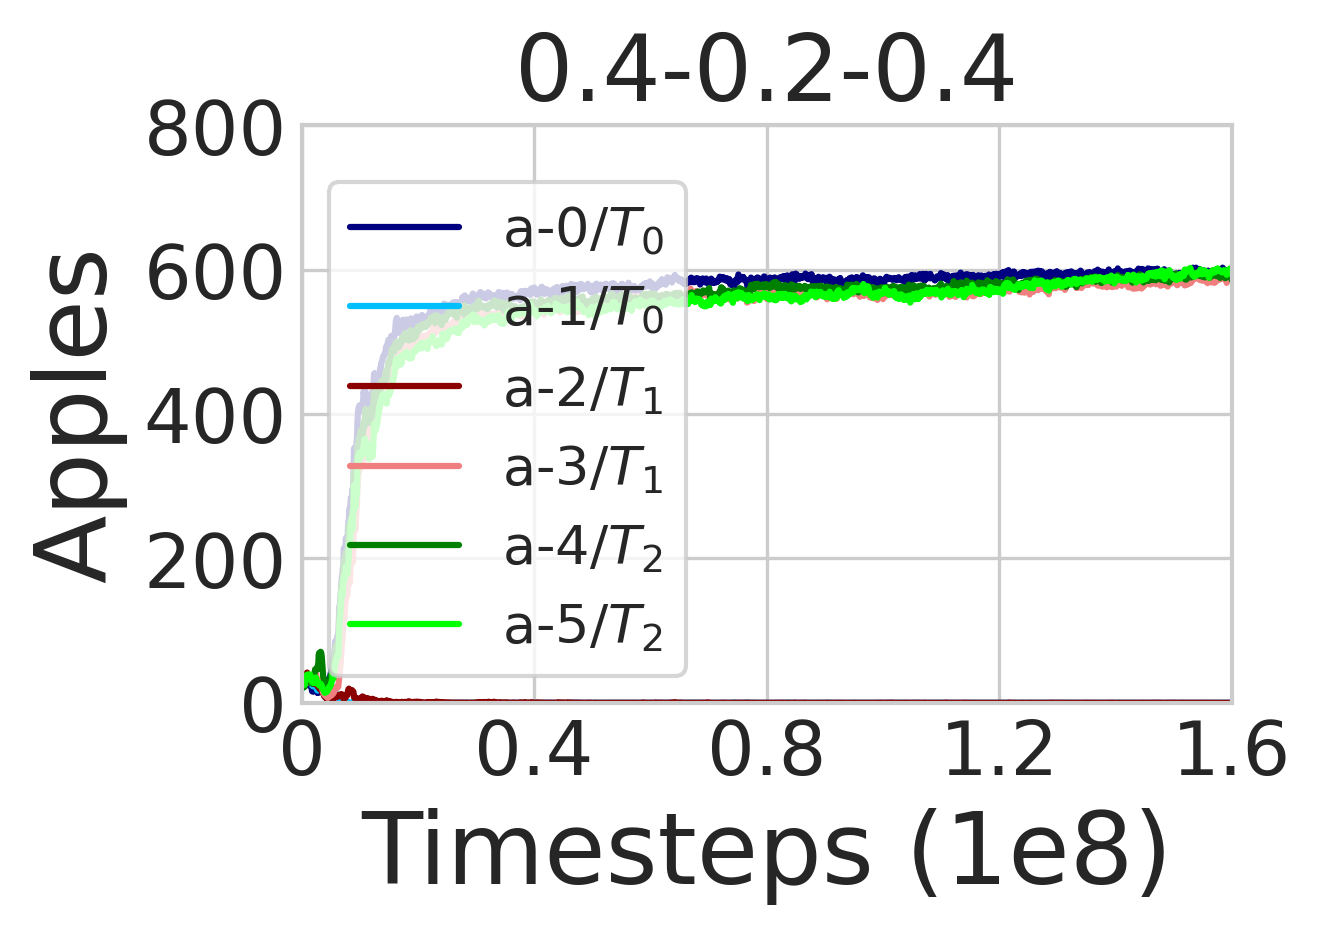 0.4-0.2-0.4
800
600
400
200
0
Apples
a-0/T₀
a-1/T₀
a-2/T₁
a-3/T₁
a-4/T₂
a-5/T₂
0 0.4 0.8 1.2 1.6
Timesteps (1e8)